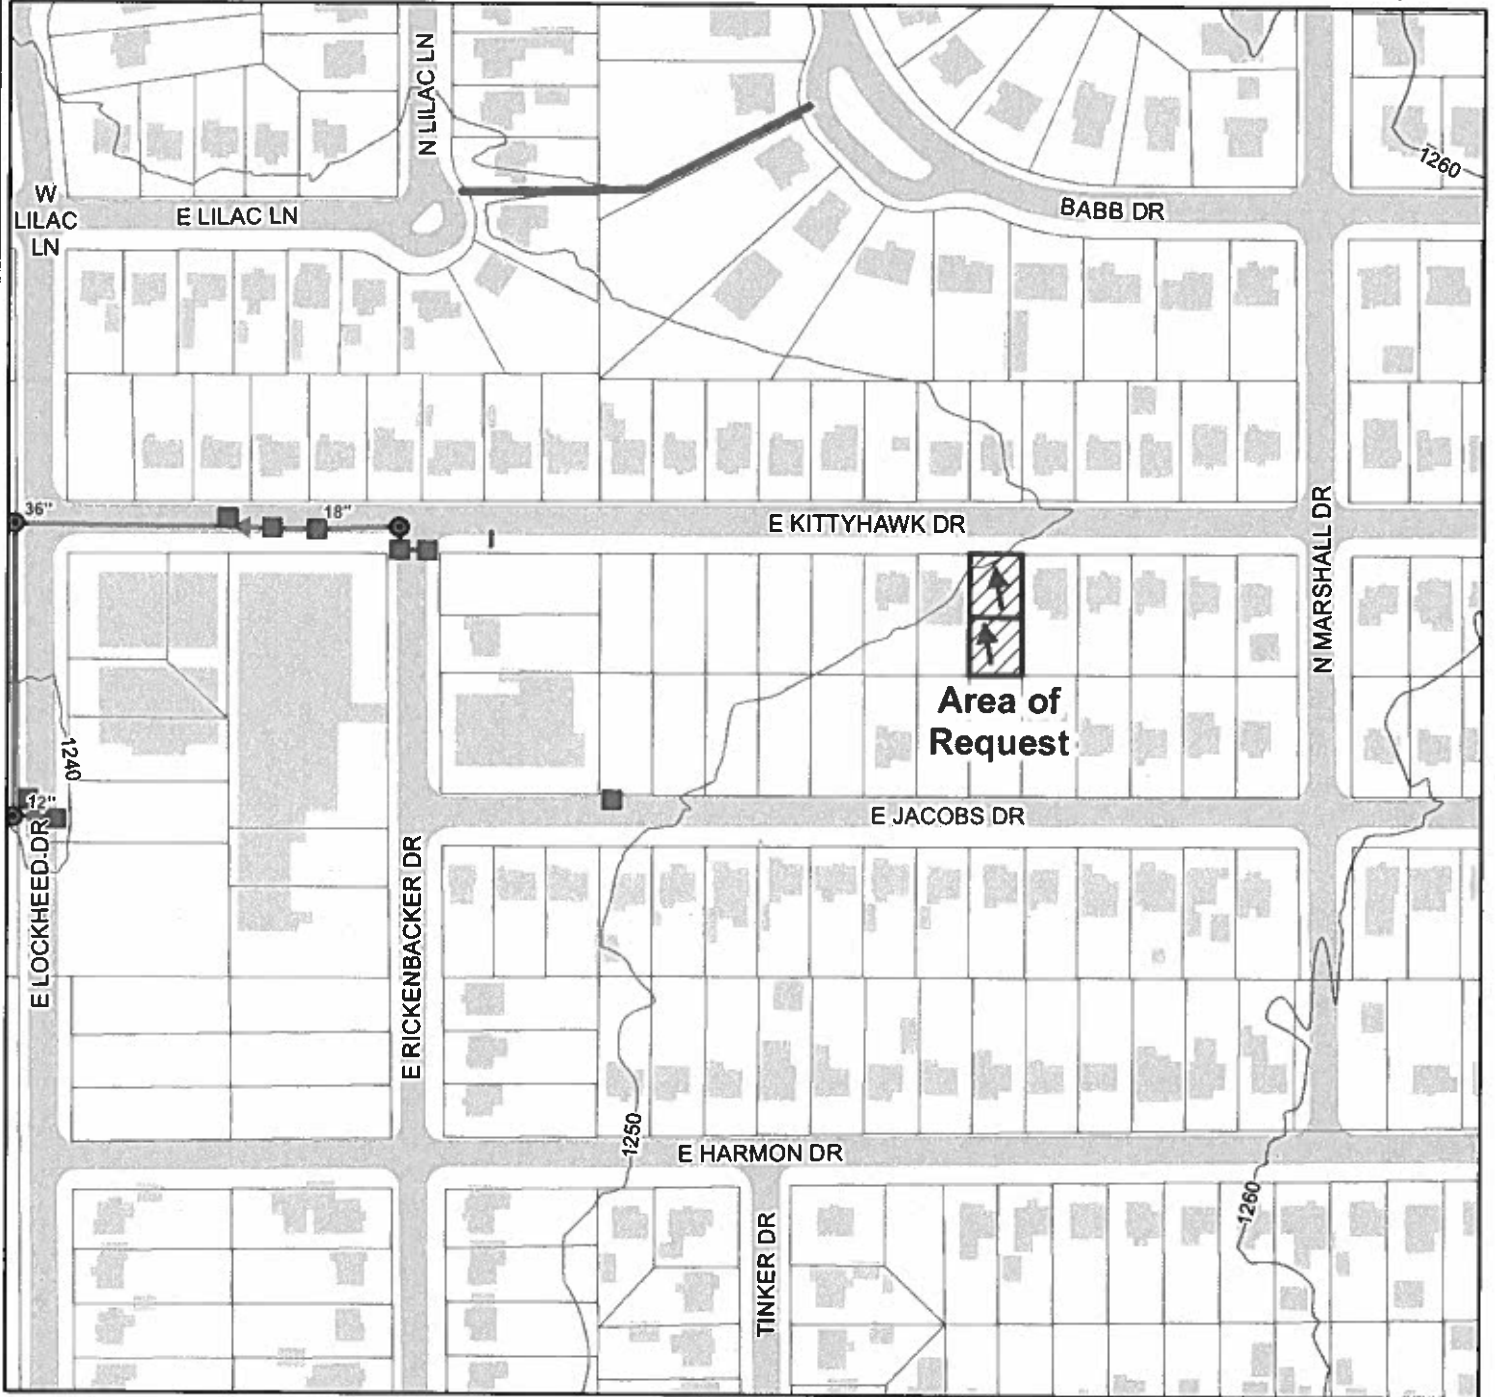 N LILAC LN
1260
W
LILAC
LN
E LILAC LN
BABB DR
36"
18"
E KITTYHAWK DR
N MARSHALL DR
Area of
Request
1240
12"
E JACOBS DR
E LOCKHEED DR
E RICKENBACKER DR
1250
E HARMON DR
1260
TINKER DR